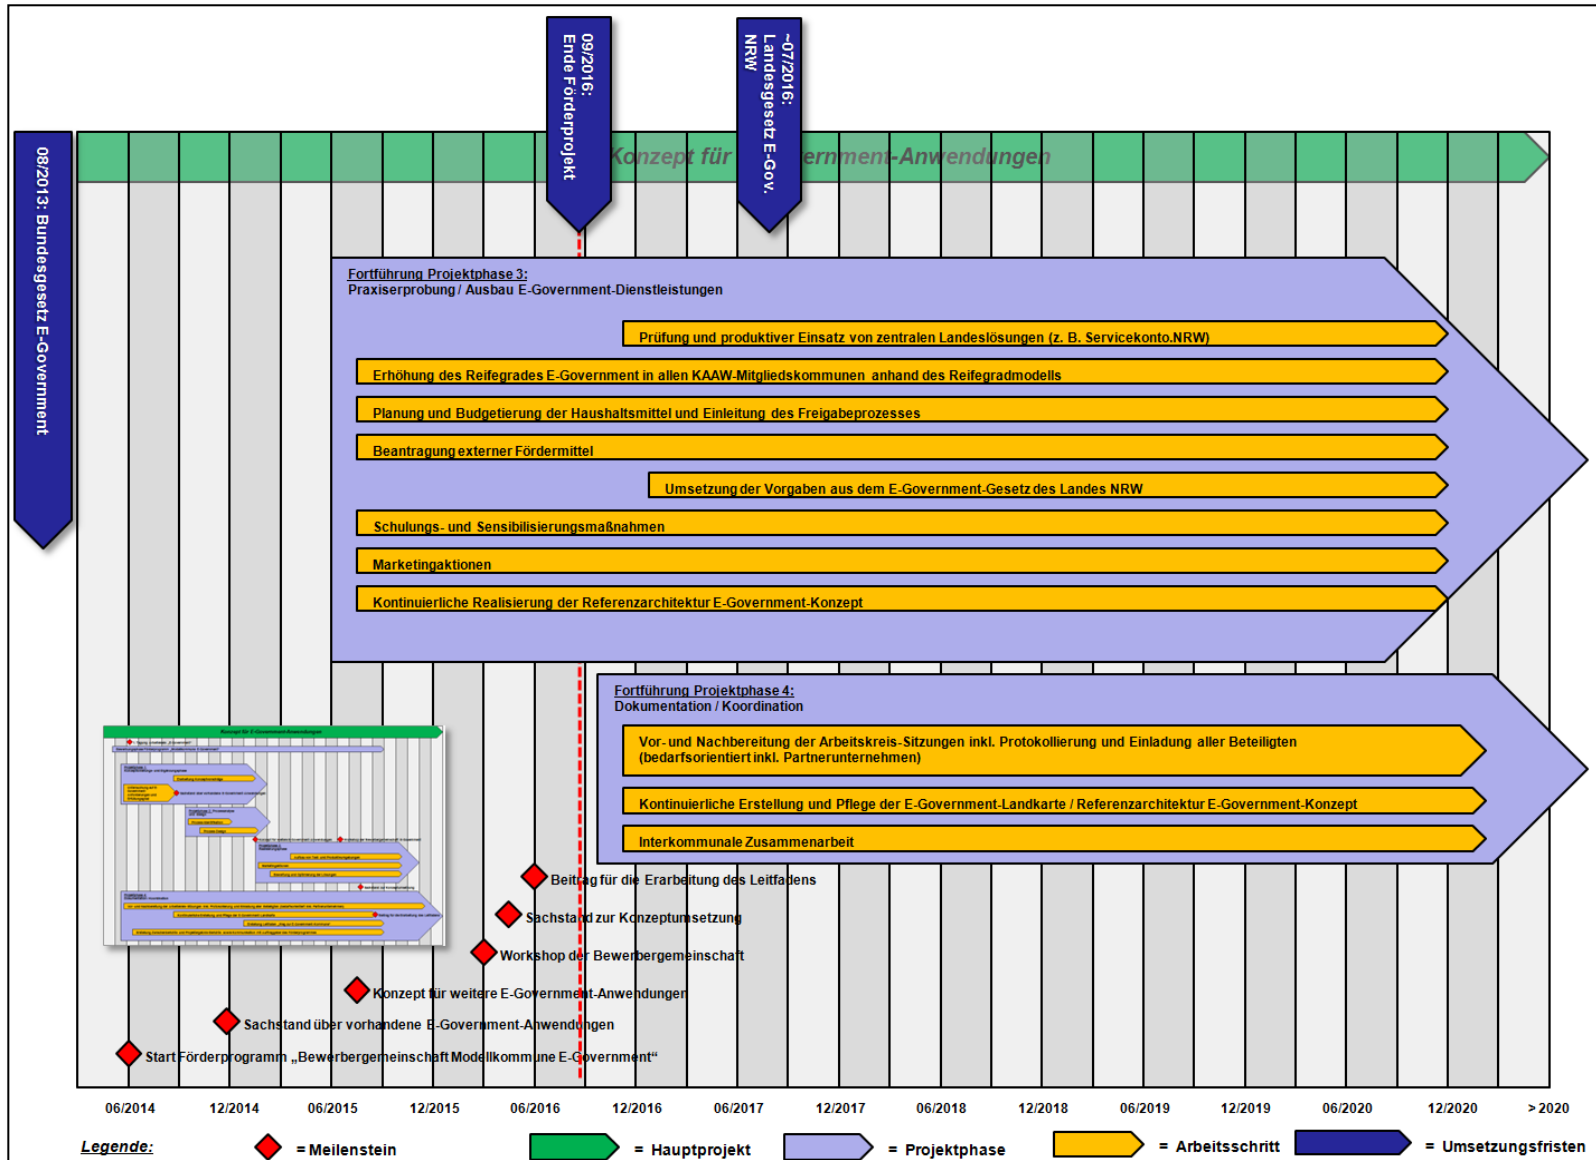 09/2016:
Ende Förderprojekt
~07/2016:
Landesgesetz E-Gov.
NRW
08/2013: Bundesgesetz E-Government
Konzept für
ernment-Anwendungen
Fortführung Projektphase 3:
Praxiserprobung / Ausbau E-Government-Dienstleistungen
Prüfung und produktiver Einsatz von zentralen Landeslösungen (z. B. Servicekonto.NRW)
Erhöhung des Reifegrades E-Government in allen KAAW-Mitgliedskommunen anhand des Reifegradmodells
Planung und Budgetierung der Haushaltsmittel und Einleitung des Freigabeprozesses
Beantragung externer Fördermittel
Umsetzung der Vorgaben aus dem E-Government-Gesetz des Landes NRW
Schulungs- und Sensibilisierungsmaßnahmen
Marketingaktionen
Kontinuierliche Realisierung der Referenzarchitektur E-Government-Konzept
Fortführung Projektphase 4:
Dokumentation / Koordination
Vor- und Nachbereitung der Arbeitskreis-Sitzungen inkl. Protokollierung und Einladung aller Beteiligten
(bedarfsorientiert inkl. Partnerunternehmen)
Kontinuierliche Erstellung und Pflege der E-Government-Landkarte / Referenzarchitektur E-Government-Konzept
Interkommunale Zusammenarbeit
Konzept für E-Government-Anwendungen
Beitrag für die Erarbeitung des Leitfadens
Sachstand zur Konzeptumsetzung
Workshop der Bewerbergemeinschaft
Konzept für weitere E-Government-Anwendungen
Sachstand über vorhandene E-Government-Anwendungen
Start Förderprogramm „Bewerbergemeinschaft Modellkommune E-Government“
06/2014 12/2014 06/2015 12/2015 06/2016 12/2016 06/2017 12/2017 06/2018 12/2018 06/2019 12/2019 06/2020 12/2020 > 2020
Legende: = Meilenstein = Hauptprojekt = Projektphase = Arbeitsschritt = Umsetzungsfristen